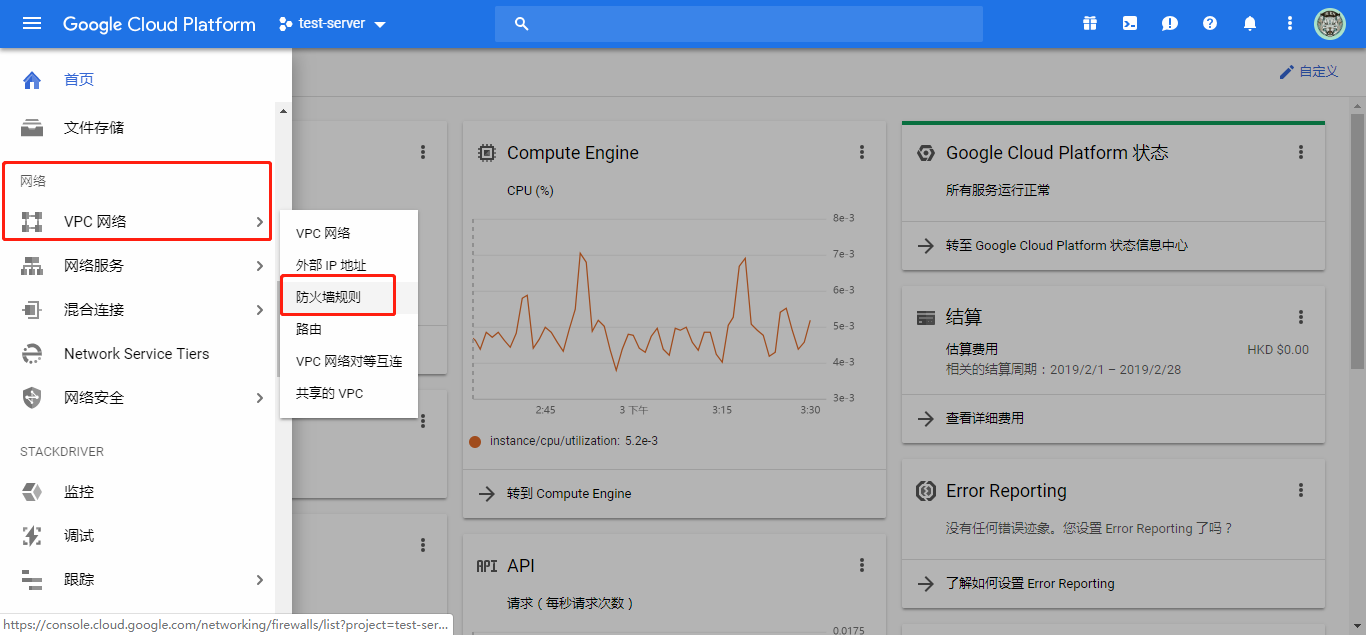 Google Cloud Platform
test-server
首页
文件存储
网络
VPC 网络
网络服务
混合连接
Network Service Tiers
网络安全
STACKDRIVER
监控
调试
跟踪
https://console.cloud.google.com/networking/firewalls/list?project=test-ser...
VPC 网络
外部 IP 地址
防火墙规则
路由
VPC 网络对等互连
共享的 VPC
自定义
Compute Engine
CPU (%)
8e-3
7e-3
6e-3
5e-3
4e-3
3e-3
2:45
3 下午
3:15
3:30
instance/cpu/utilization: 5.2e-3
转到 Compute Engine
API
API
请求（每秒请求次数）
0.0175
Google Cloud Platform 状态
所有服务运行正常
转至 Google Cloud Platform 状态信息中心
结算
估算费用
HKD $0.00
相关的结算周期：2019/2/1 – 2019/2/28
查看详细费用
Error Reporting
没有任何错误迹象。您设置 Error Reporting 了吗？
了解如何设置 Error Reporting